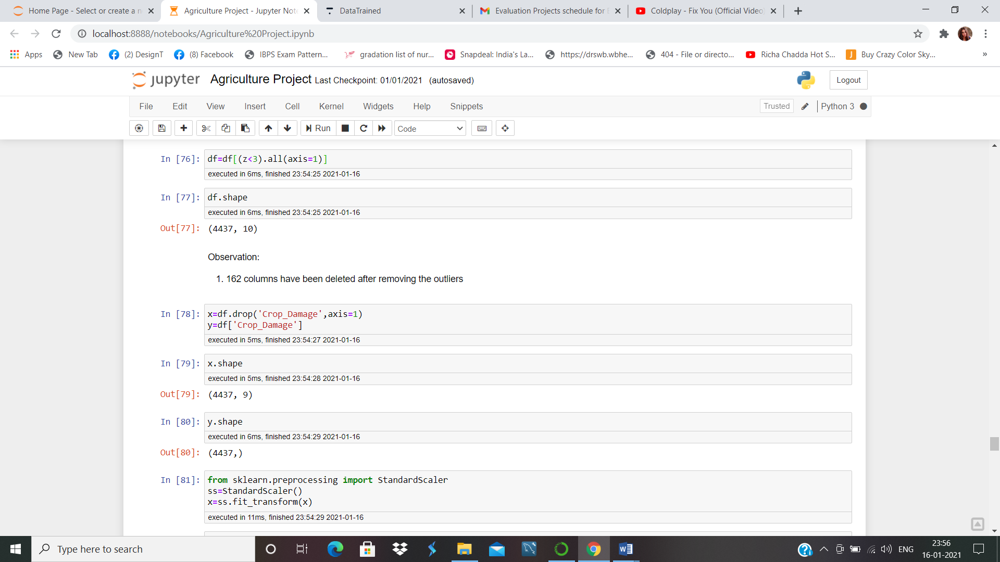 Home Page - Select or create a n
Agriculture Project - Jupyter Note
DataTrained
Evaluation Projects schedule for
Coldplay - Fix You (Official Video)
localhost:8888/notebooks/Agriculture%20Project.ipynb
Apps
New Tab
(2) DesignT
(8) Facebook
IBPS Exam Pattern...
gradation list of nur...
Snapdeal: India's La...
https://drswb.wbhe...
404 - File or directo...
Richa Chadda Hot S...
Buy Crazy Color Sky...
»
jupyter
Agriculture Project Last Checkpoint: 01/01/2021 (autosaved)
Logout
File
Edit
View
Insert
Cell
Kernel
Widgets
Help
Snippets
Trusted
Python 3
Run
Code
In [76]: df=df[(z<3).all(axis=1)]
executed in 6ms, finished 23:54:25 2021-01-16
In [77]: df.shape
executed in 6ms, finished 23:54:25 2021-01-16
Out[77]: (4437, 10)
Observation:
1. 162 columns have been deleted after removing the outliers
In [78]: x=df.drop('Crop_Damage',axis=1)
y=df['Crop_Damage']
executed in 5ms, finished 23:54:27 2021-01-16
In [79]: x.shape
executed in 5ms, finished 23:54:28 2021-01-16
Out[79]: (4437, 9)
In [80]: y.shape
executed in 6ms, finished 23:54:29 2021-01-16
Out[80]: (4437,)
In [81]: from sklearn.preprocessing import StandardScaler
ss=StandardScaler()
x=ss.fit_transform(x)
executed in 11ms, finished 23:54:29 2021-01-16
Type here to search
ENG
23:56
16-01-2021